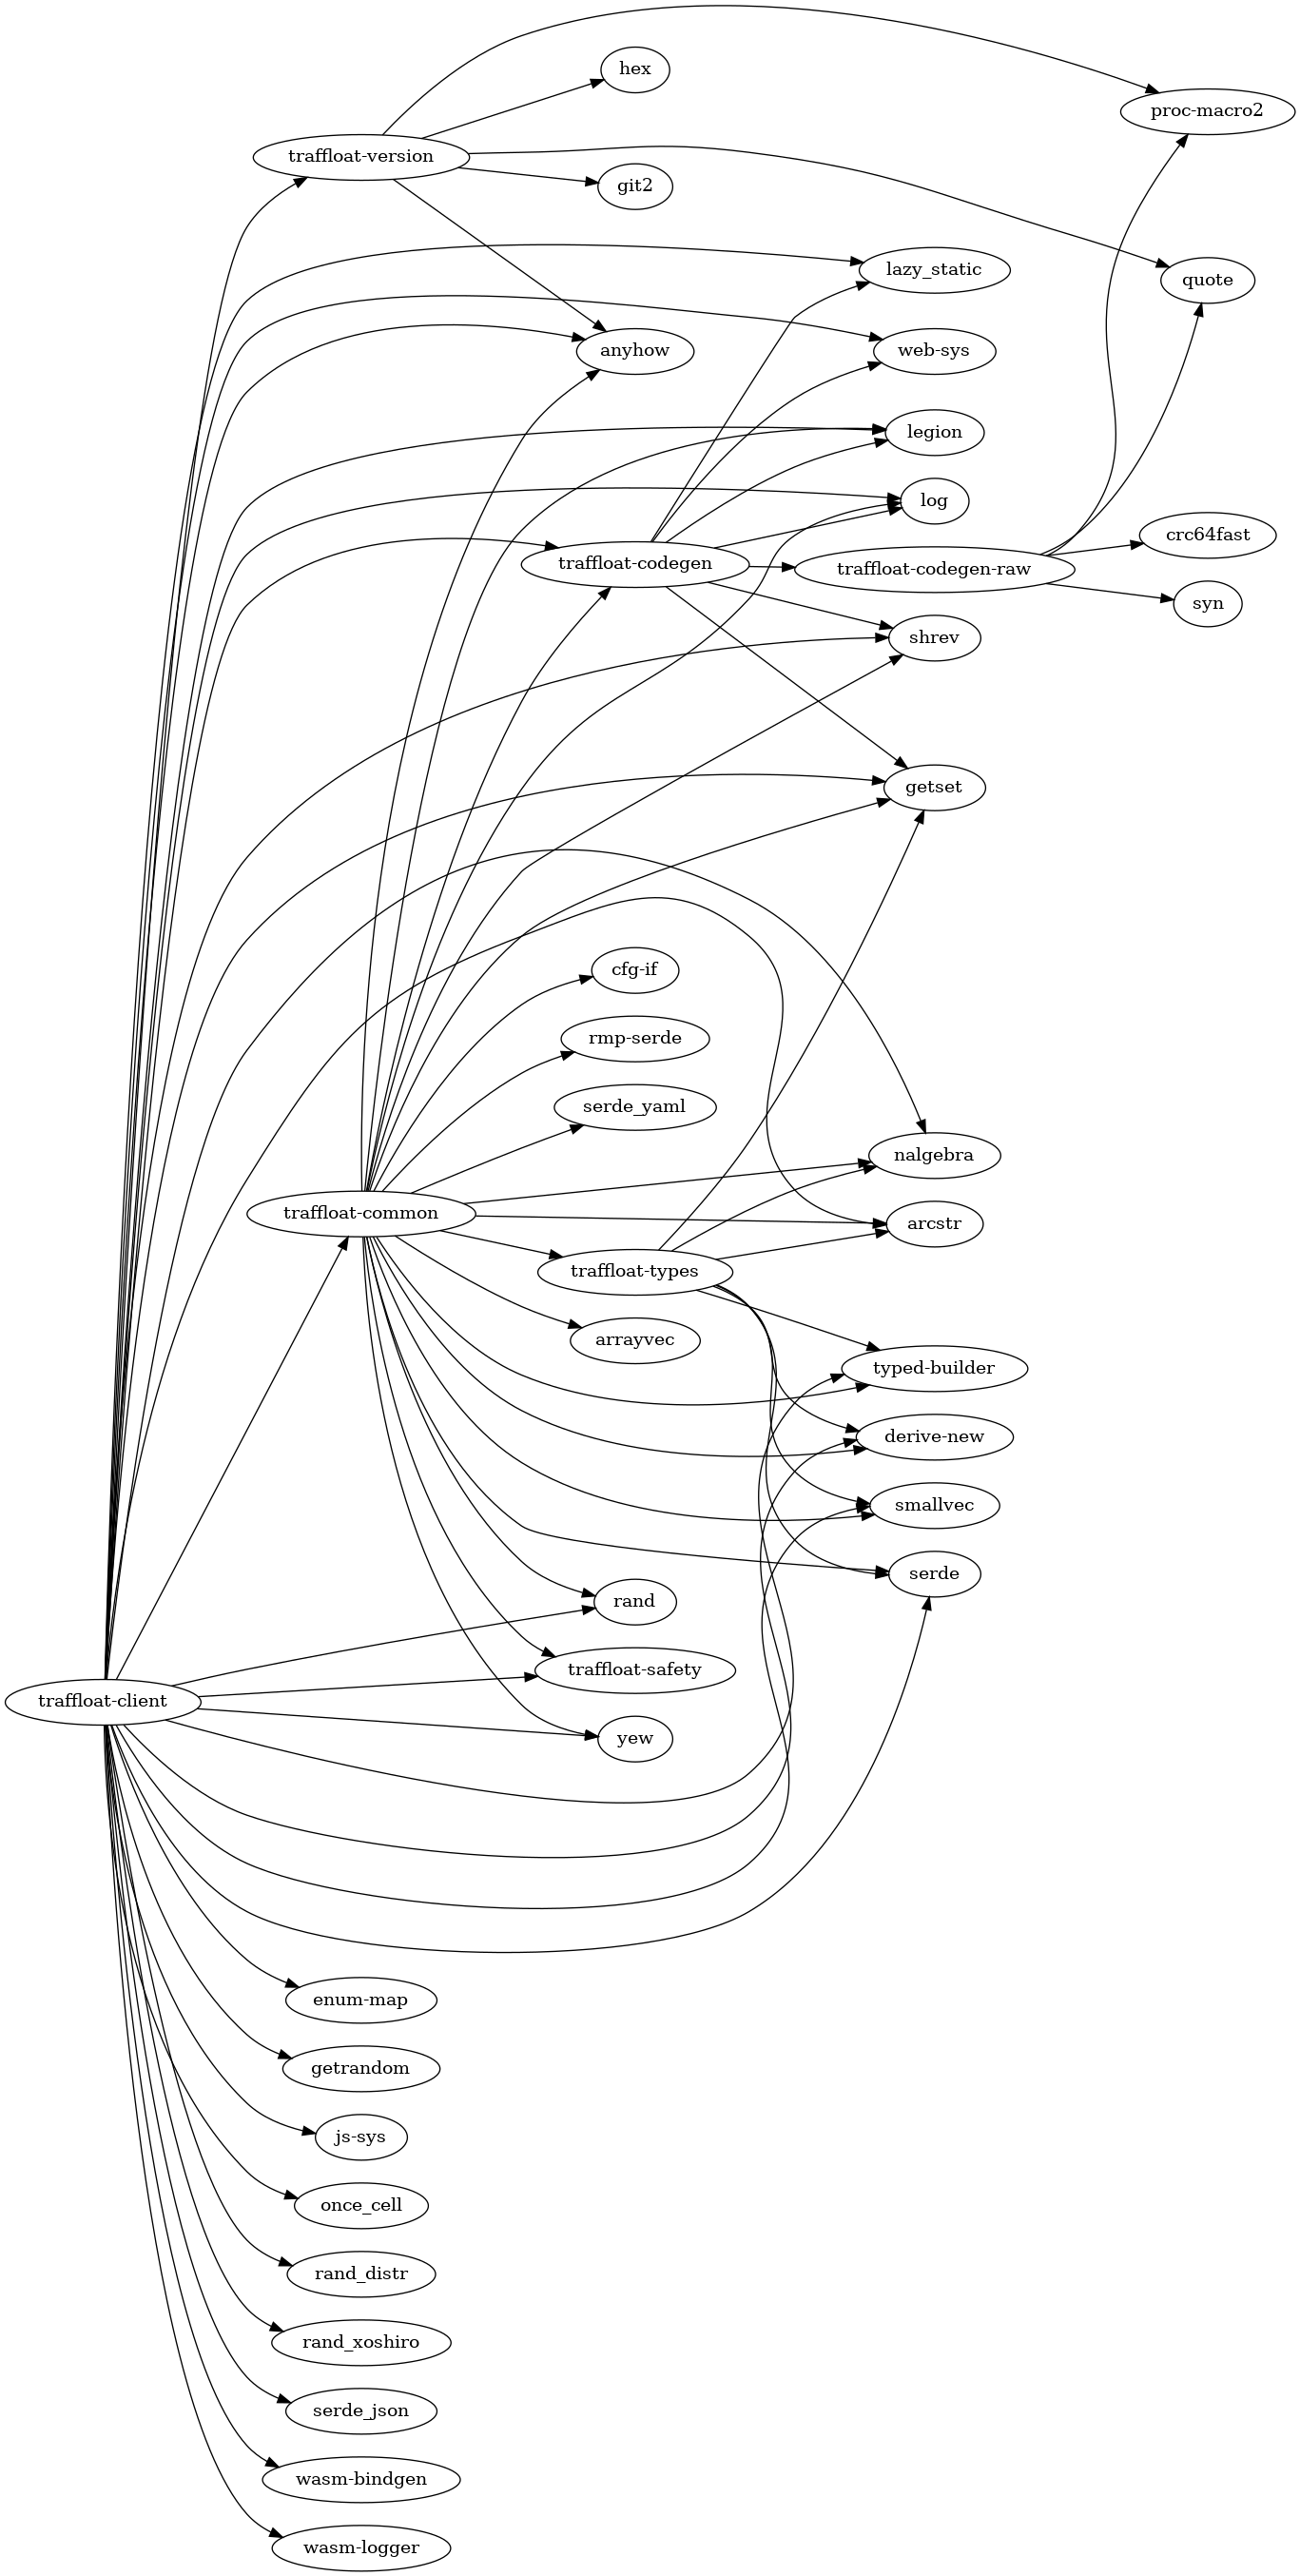 hex
proc-macro2
traffloat-version
git2
lazy_static
quote
anyhow
web-sys
legion
log
crc64fast
traffloat-codegen
traffloat-codegen-raw
syn
shrev
getset
cfg-if
rmp-serde
serde_yaml
nalgebra
traffloat-common
arcstr
traffloat-types
arrayvec
typed-builder
derive-new
smallvec
serde
rand
traffloat-safety
traffloat-client
yew
enum-map
getrandom
js-sys
once_cell
rand_distr
rand_xoshiro
serde_json
wasm-bindgen
wasm-logger